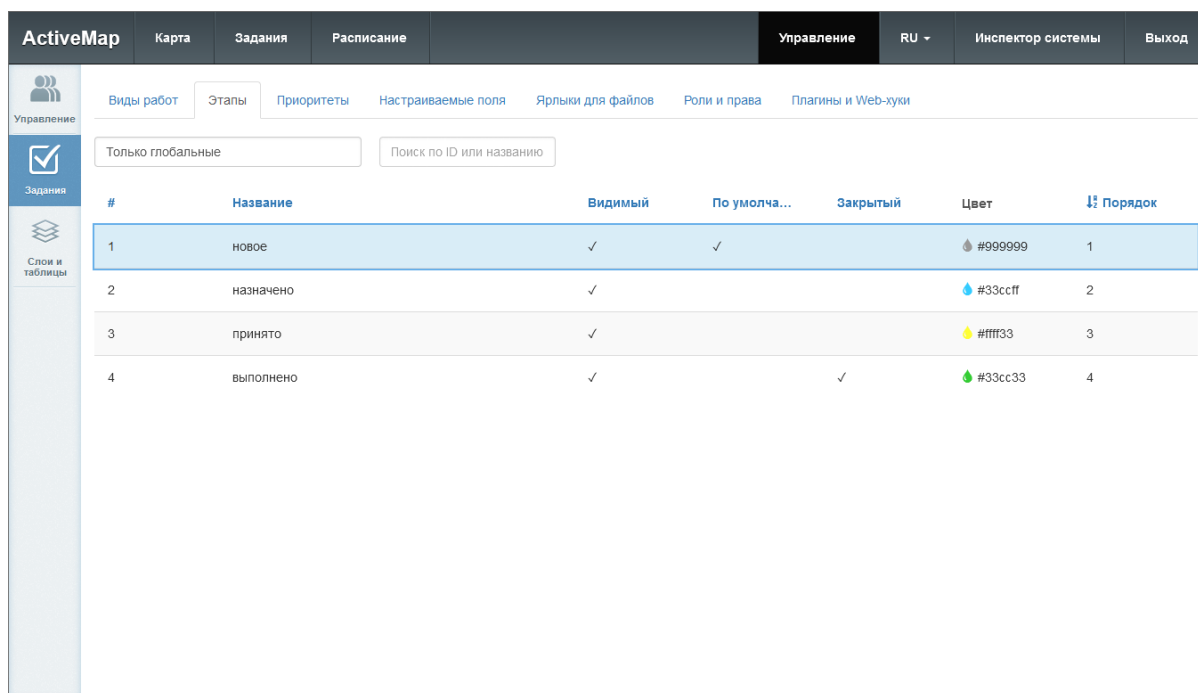 ActiveMap Карта Задания Расписание Управление RU Инспектор системы Выход
Управление
Задания
Слои и
таблицы
Виды работ Этапы Приоритеты Настраиваемые поля Ярлыки для файлов Роли и права Плагины и Web-хуки
Только глобальные Поиск по ID или названию
# Название Видимый По умолча... Закрытый Цвет Порядок
1 новое ✓ ✓ #999999 1
2 назначено ✓ #33ccff 2
3 принято ✓ #ffff33 3
4 выполнено ✓ ✓ #33cc33 4